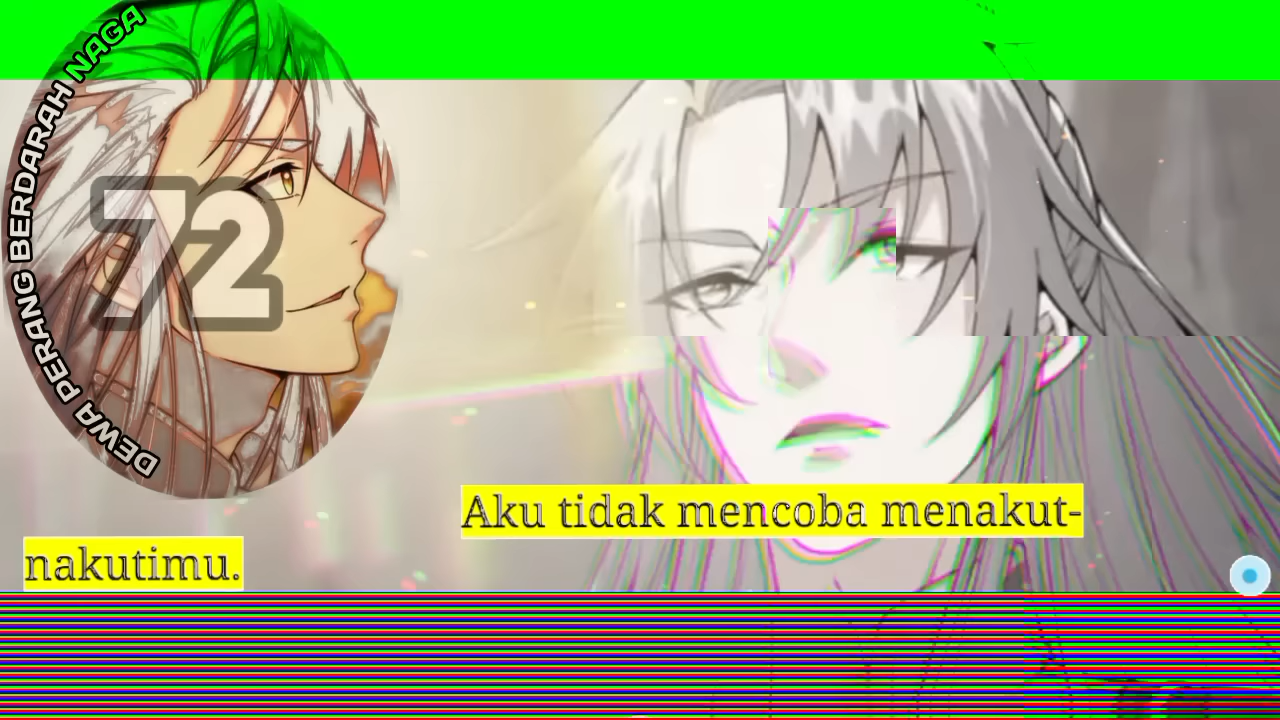 DEWA PERANG BERDARAH NAGA
72
Aku tidak mencoba menakut-
nakutimu.